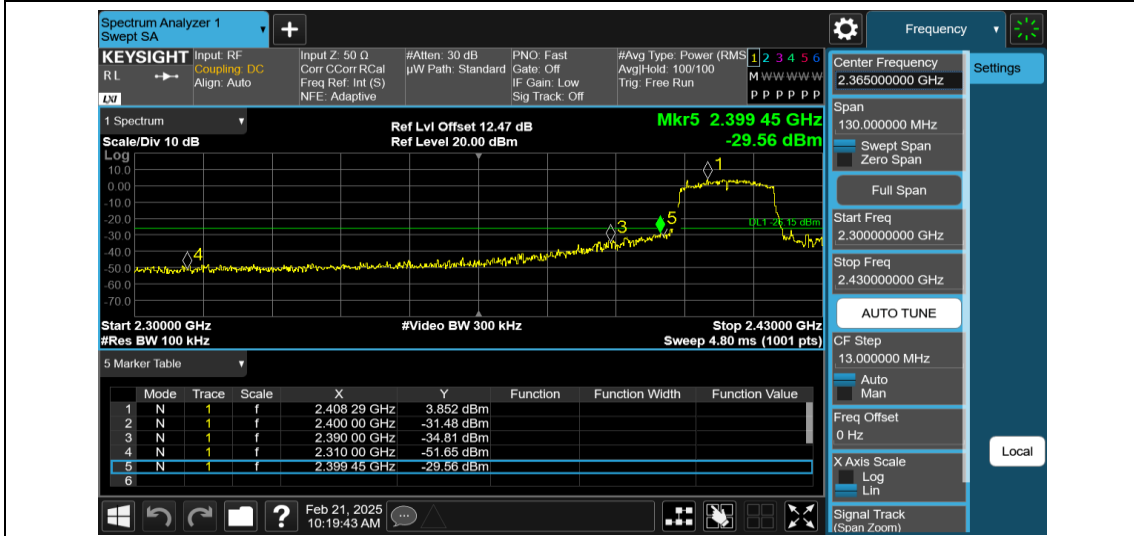 Spectrum Analyzer 1
Swept SA
Frequency
KEYSIGHT
RL
LXI
Input: RF
Coupling: DC
Align: Auto
Input Z: 50 Ω
Corr CCorr RCal
Freq Ref: Int (S)
NFE: Adaptive
#Atten: 30 dB
µW Path: Standard
PNO: Fast
Gate: Off
IF Gain: Low
Sig Track: Off
#Avg Type: Power (RMS
Avg|Hold: 100/100
Trig: Free Run
1 2 3 4 5 6
M W W W W W
P P P P P P
1 Spectrum
Scale/Div 10 dB
Ref Lvl Offset 12.47 dB
Ref Level 20.00 dBm
Mkr5 2.399 45 GHz
-29.56 dBm
Log
10.0
0.00
-10.0
-20.0
-30.0
-40.0
-50.0
-60.0
-70.0
1
3
4
5
DL1 -26.15 dBm
Start 2.30000 GHz
#Video BW 300 kHz
Stop 2.43000 GHz
#Res BW 100 kHz
Sweep 4.80 ms (1001 pts)
5 Marker Table
Mode Trace Scale X Y Function Function Width Function Value
1 N 1 f 2.408 29 GHz 3.852 dBm
2 N 1 f 2.400 00 GHz -31.48 dBm
3 N 1 f 2.390 00 GHz -34.81 dBm
4 N 1 f 2.310 00 GHz -51.65 dBm
5 N 1 f 2.399 45 GHz -29.56 dBm
6
Feb 21, 2025
10:19:43 AM
Center Frequency
2.365000000 GHz
Span
130.000000 MHz
Swept Span
Zero Span
Full Span
Start Freq
2.300000000 GHz
Stop Freq
2.430000000 GHz
AUTO TUNE
CF Step
13.000000 MHz
Auto
Man
Freq Offset
0 Hz
X Axis Scale
Log
Lin
Signal Track
(Span Zoom)
Settings
Local